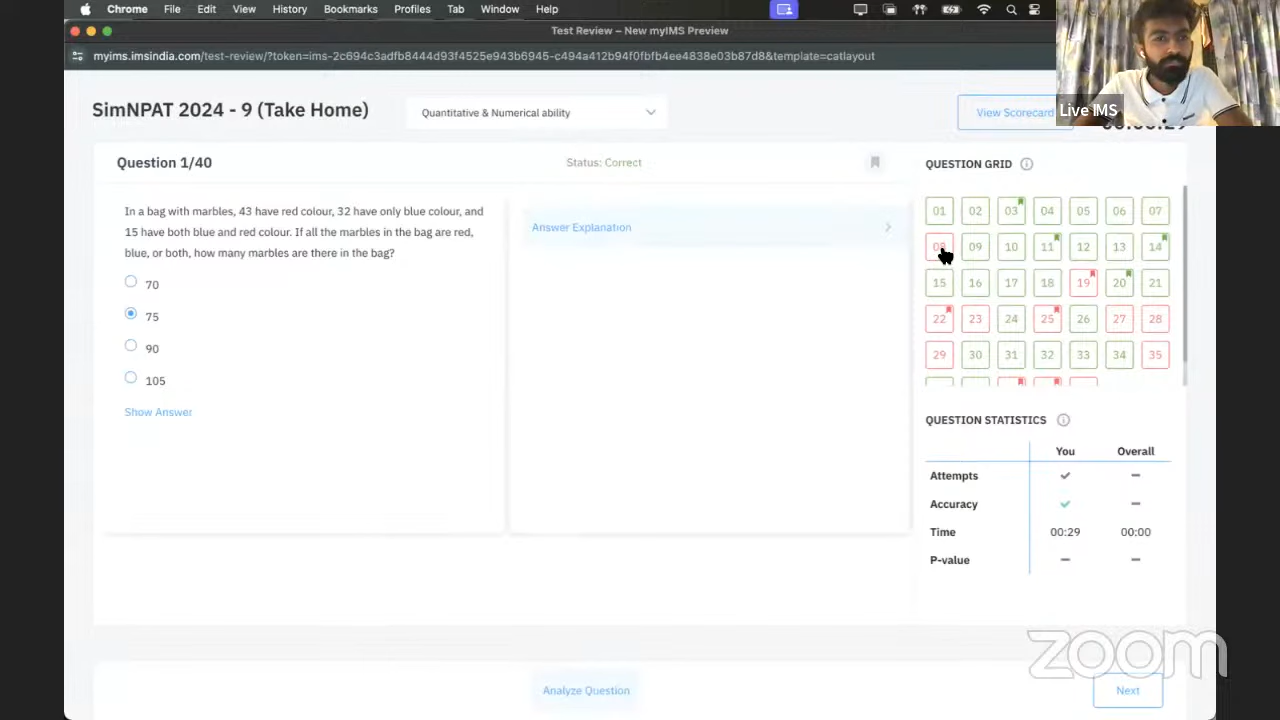 Chrome File Edit View History Bookmarks Profiles Tab Window Help
Test Review – New myIMS Preview
myims.imsindia.com/test-review/?token=ims-2c694c3adfb8444d93f4525e943b6945-c494a412b94f0fbfb4ee4838e03b87d8&template=catlayout
Live IMS
SimNPAT 2024 - 9 (Take Home)
Quantitative & Numerical ability
View Scorecard
Question 1/40
Status: Correct
In a bag with marbles, 43 have red colour, 32 have only blue colour, and
15 have both blue and red colour. If all the marbles in the bag are red,
blue, or both, how many marbles are there in the bag?
70
75
90
105
Show Answer
Answer Explanation
QUESTION GRID
01 02 03 04 05 06 07
08 09 10 11 12 13 14
15 16 17 18 19 20 21
22 23 24 25 26 27 28
29 30 31 32 33 34 35
QUESTION STATISTICS
You Overall
Attempts
Accuracy
Time 00:29 00:00
P-value
Analyze Question
Next
zoom